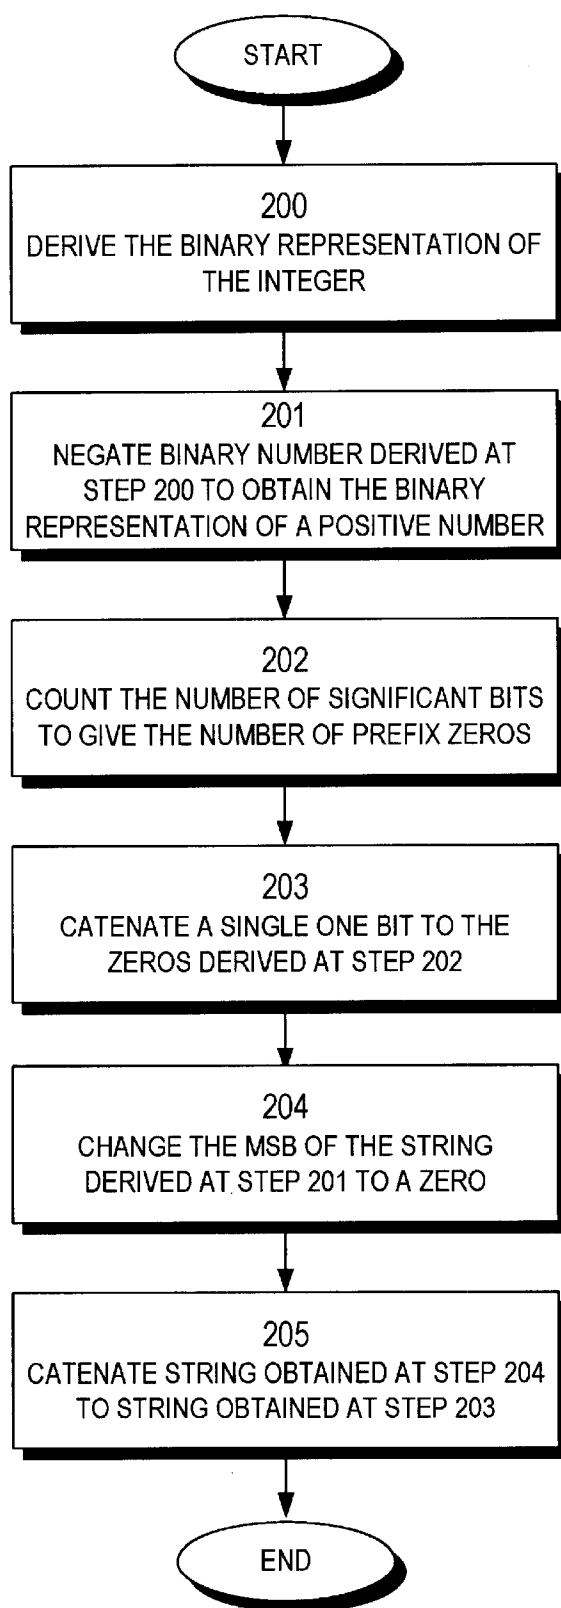 START
200
DERIVE THE BINARY REPRESENTATION OF
THE INTEGER
201
NEGATE BINARY NUMBER DERIVED AT
STEP 200 TO OBTAIN THE BINARY
REPRESENTATION OF A POSITIVE NUMBER
202
COUNT THE NUMBER OF SIGNIFICANT BITS
TO GIVE THE NUMBER OF PREFIX ZEROS
203
CATENATE A SINGLE ONE BIT TO THE
ZEROS DERIVED AT STEP 202
204
CHANGE THE MSB OF THE STRING
DERIVED AT STEP 201 TO A ZERO
205
CATENATE STRING OBTAINED AT STEP 204
TO STRING OBTAINED AT STEP 203
END